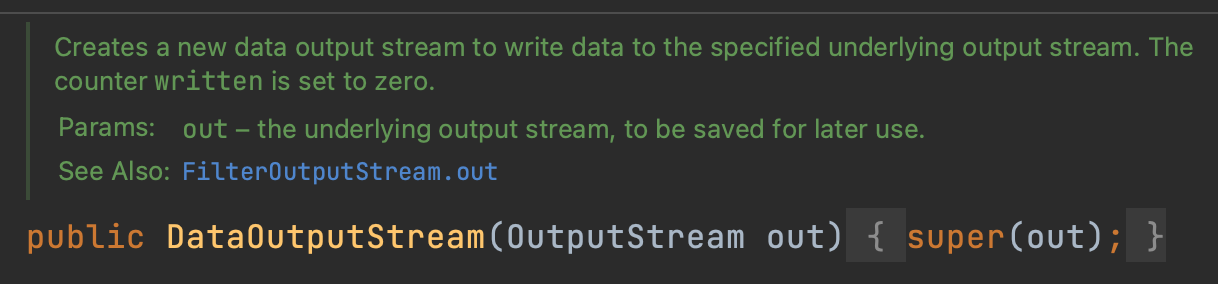 Creates a new data output stream to write data to the specified underlying output stream. The
counter written is set to zero.
Params: out – the underlying output stream, to be saved for later use.
See Also: FilterOutputStream.out
public DataOutputStream(OutputStream out) { super(out); }